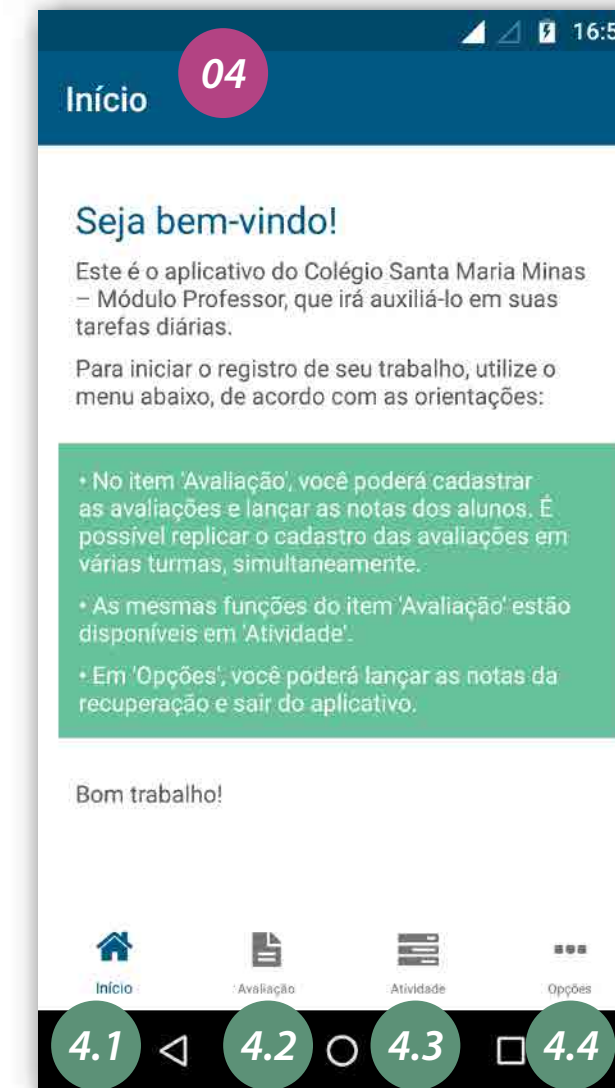 16:5
04
Início
Seja bem-vindo!
Este é o aplicativo do Colégio Santa Maria Minas
– Módulo Professor, que irá auxiliá-lo em suas
tarefas diárias.
Para iniciar o registro de seu trabalho, utilize o
menu abaixo, de acordo com as orientações:
• No item 'Avaliação', você poderá cadastrar
as avaliações e lançar as notas dos alunos. É
possível replicar o cadastro das avaliações em
várias turmas, simultaneamente.
• As mesmas funções do item 'Avaliação' estão
disponíveis em 'Atividade'.
• Em 'Opções', você poderá lançar as notas da
recuperação e sair do aplicativo.
Bom trabalho!
Início Avaliação Atividade Opções
4.1 4.2 4.3 4.4